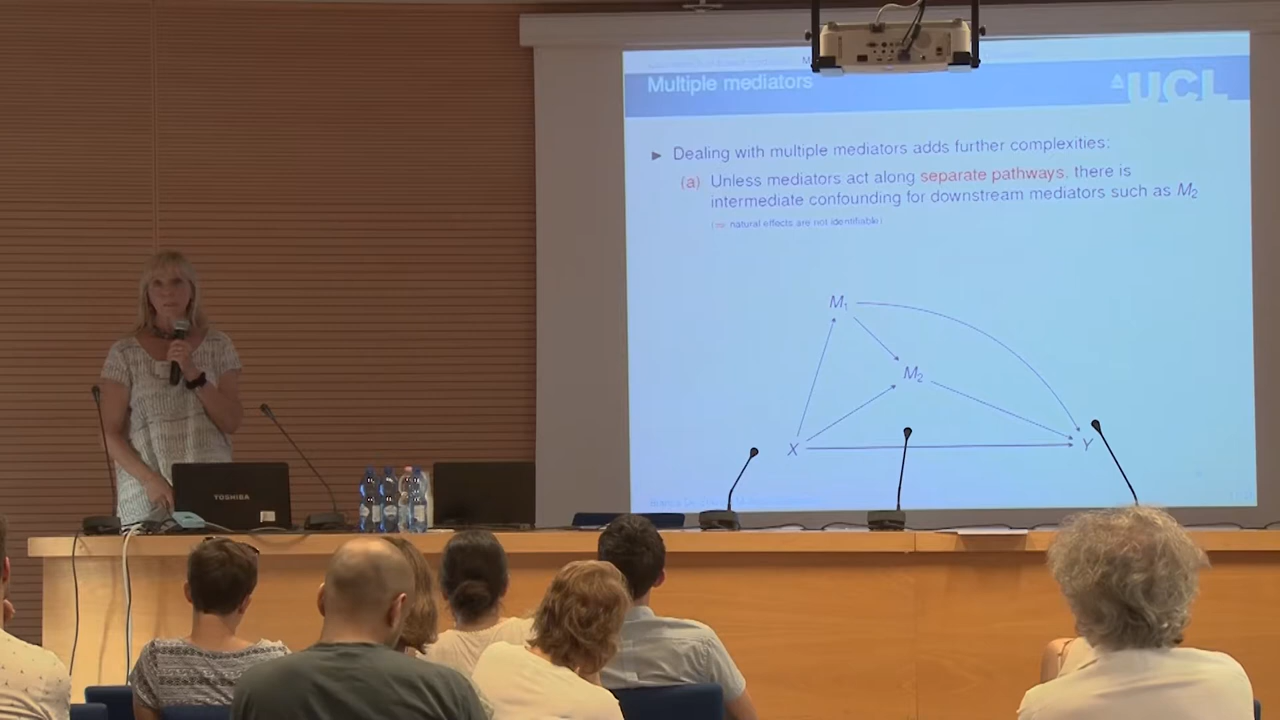 Multiple mediators
UCL
► Dealing with multiple mediators adds further complexities:
(a) Unless mediators act along separate pathways, there is
intermediate confounding for downstream mediators such as M₂
(⇒ natural effects are not identifiable)
M₁
M₂
X
Y
TOSHIBA